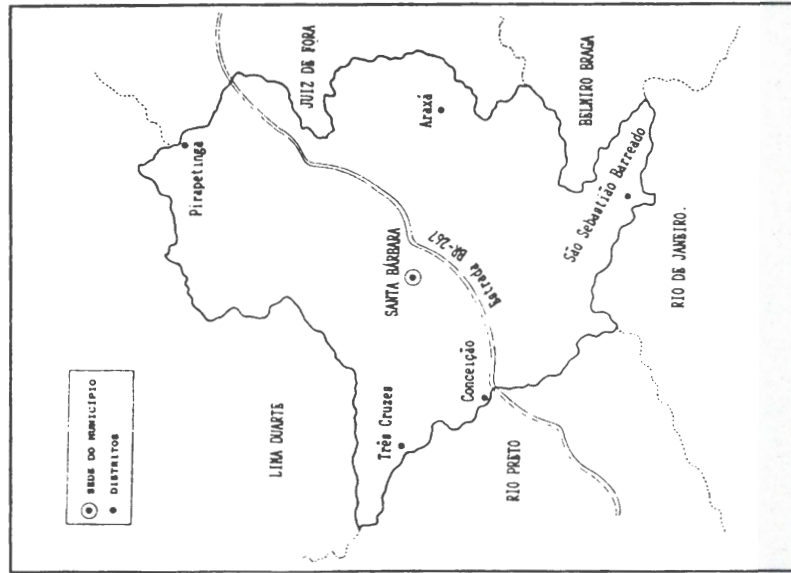 SEDE DO MUNICÍPIO
DISTRITOS
LIMA DUARTE
Pirapetinga
JUIZ DE FORA
Três Cruzes
SANTA BÁRBARA
Araxá
Conceição
Estrada BR-267
BELMIRO BRAGA
RIO PRETO
São Sebastião Barreado
RIO DE JANEIRO.